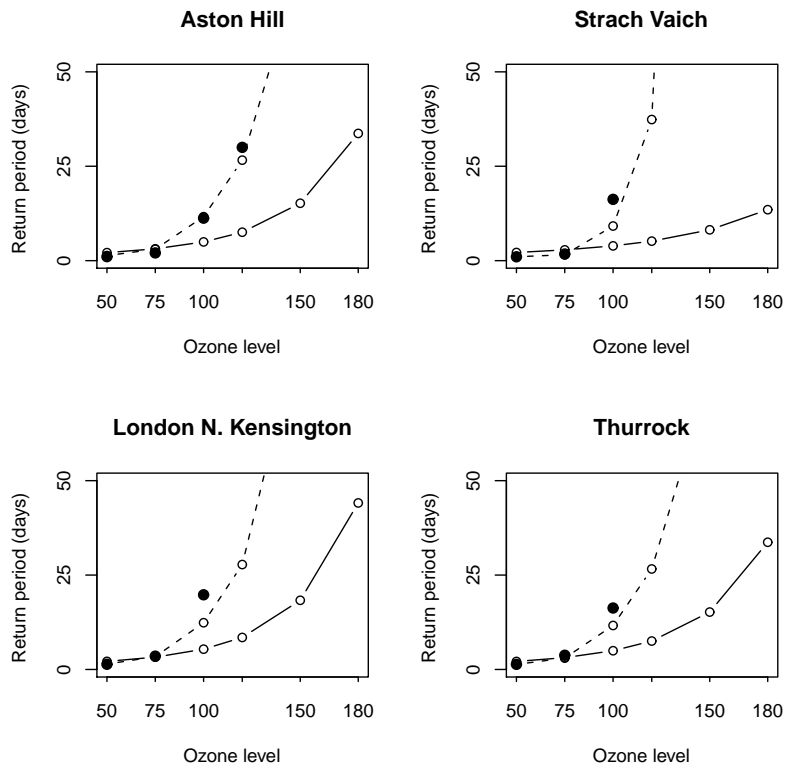 Aston Hill
Return period (days)
50
25
0
50 75 100 150 180
Ozone level
Strach Vaich
Return period (days)
50
25
0
50 75 100 150 180
Ozone level
London N. Kensington
Return period (days)
50
25
0
50 75 100 150 180
Ozone level
Thurrock
Return period (days)
50
25
0
50 75 100 150 180
Ozone level